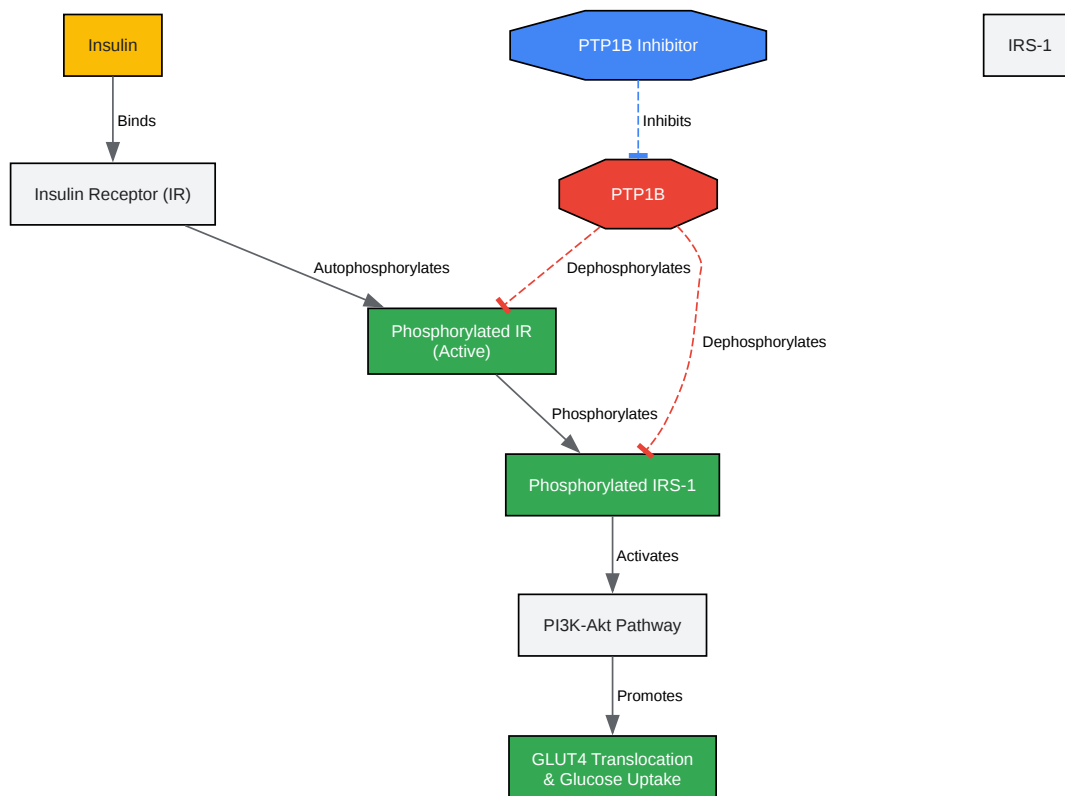 Insulin
PTP1B Inhibitor
IRS-1
Binds
Inhibits
Insulin Receptor (IR)
PTP1B
Autophosphorylates
Dephosphorylates
Phosphorylated IR
(Active)
Dephosphorylates
Phosphorylates
Phosphorylated IRS-1
Activates
PI3K-Akt Pathway
Promotes
GLUT4 Translocation
& Glucose Uptake